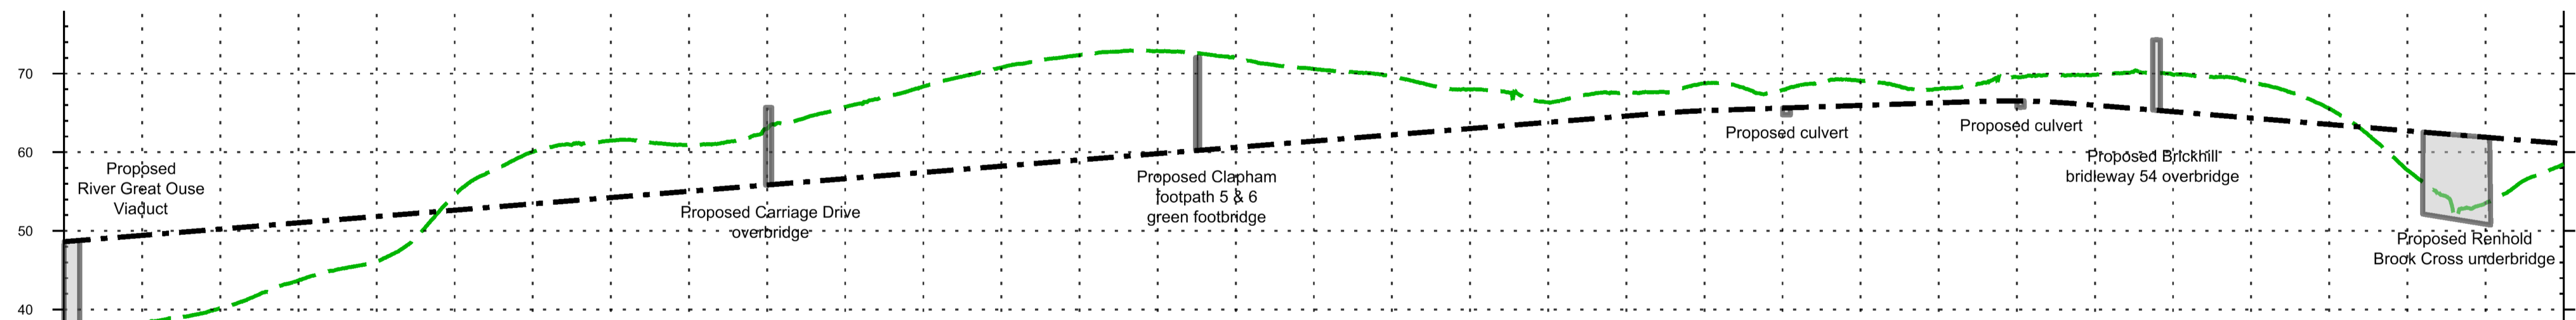 70
60
50
40
Proposed
River Great Ouse
Viaduct
Proposed Carriage Drive
overbridge
Proposed Clapham
footpath 5 & 6
green footbridge
Proposed culvert
Proposed culvert
Proposed Brickhill
bridleway 54 overbridge
Proposed Renhold
Brook Cross underbridge